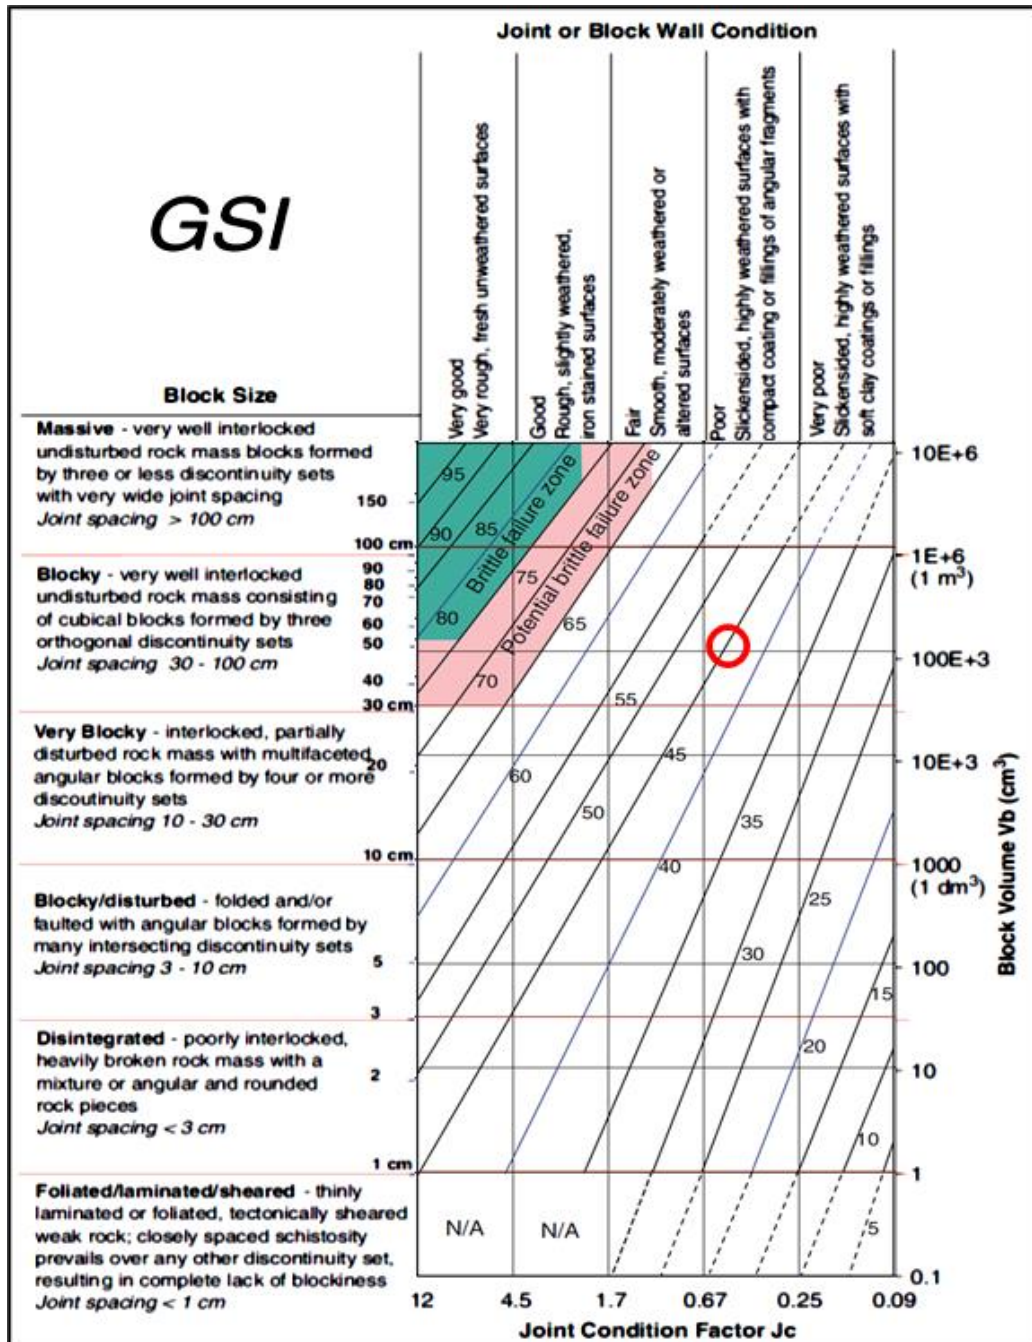 Joint or Block Wall Condition
GSI
Block Size
Very good
Very rough, fresh unweathered surfaces
Good
Rough, slightly weathered,
iron stained surfaces
Fair
Smooth, moderately weathered or
altered surfaces
Poor
Slickensided, highly weathered surfaces with
compact coating or fillings of angular fragments
Very poor
Slickensided, highly weathered surfaces with
soft clay coatings or fillings
Massive - very well interlocked
undisturbed rock mass blocks formed
by three or less discontinuity sets
with very wide joint spacing
Joint spacing > 100 cm
Blocky - very well interlocked
undisturbed rock mass consisting
of cubical blocks formed by three
orthogonal discontinuity sets
Joint spacing 30 - 100 cm
Very Blocky - interlocked, partially
disturbed rock mass with multifaceted
angular blocks formed by four or more
discoutinuity sets
Joint spacing 10 - 30 cm
Blocky/disturbed - folded and/or
faulted with angular blocks formed by
many intersecting discontinuity sets
Joint spacing 3 - 10 cm
Disintegrated - poorly interlocked,
heavily broken rock mass with a
mixture or angular and rounded
rock pieces
Joint spacing < 3 cm
Foliated/laminated/sheared - thinly
laminated or foliated, tectonically sheared
weak rock; closely spaced schistosity
prevails over any other discontinuity set,
resulting in complete lack of blockiness
Joint spacing < 1 cm
150
100 cm
90
80
70
60
50
40
30 cm
20
10 cm
5
3
2
1 cm
95
90
85
80
Brittle failure zone
75
Potential brittle failure zone
70
65
60
55
50
45
40
35
30
25
20
15
10
5
N/A
N/A
10E+6
1E+6
(1 m³)
100E+3
10E+3
1000
(1 dm³)
100
10
1
0.1
Block Volume Vb (cm³)
12
4.5
1.7
0.67
0.25
0.09
Joint Condition Factor Jc